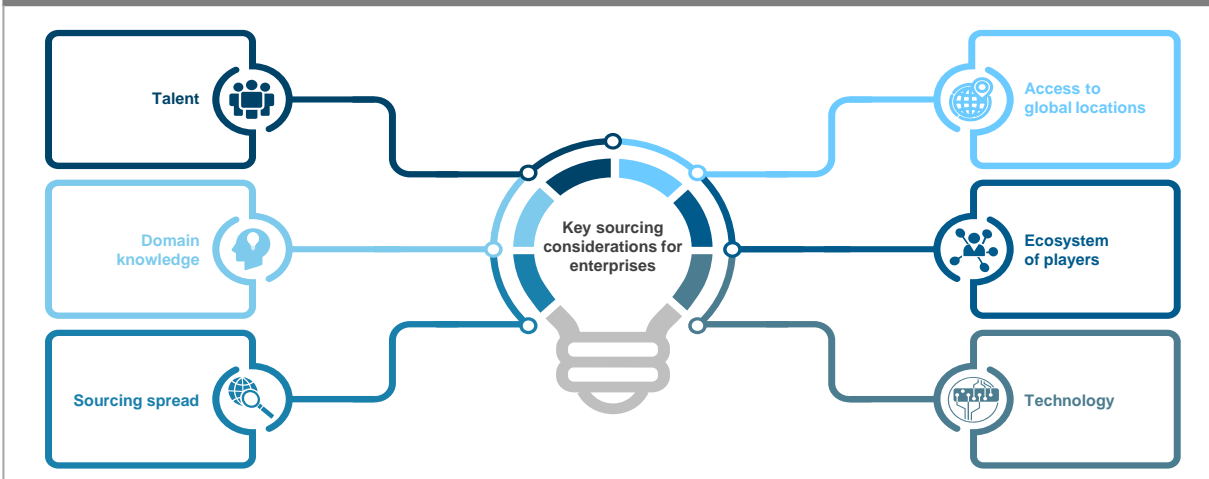 Talent
Domain
knowledge
Sourcing spread
Key sourcing
considerations for
enterprises
Access to
global locations
Ecosystem
of players
Technology